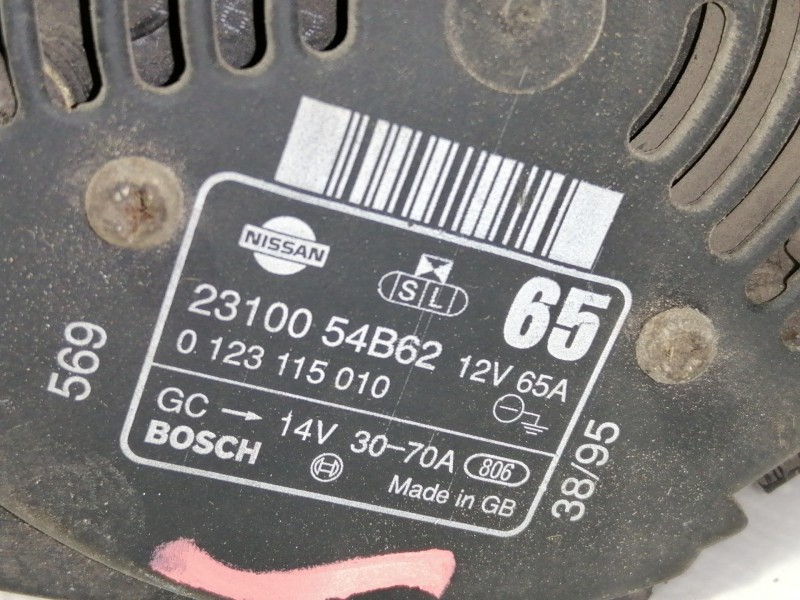 NISSAN
S L
65
23100 54B62 12V 65A
0 123 115 010
GC → 14V 30-70A 806
BOSCH
Made in GB
569
38/95